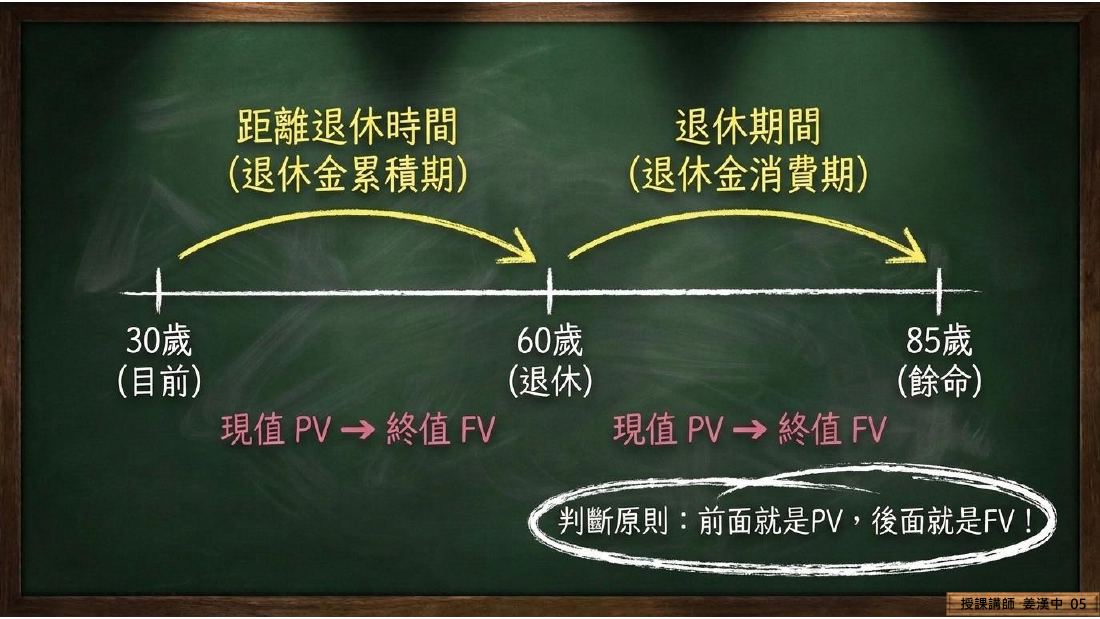 距離退休時間
(退休金累積期)
退休期間
(退休金消費期)
30歲
(目前)
60歲
(退休)
85歲
(餘命)
現值 PV → 終值 FV
現值 PV → 終值 FV
判斷原則：前面就是PV，後面就是FV！
授課講師 姜漢中 05